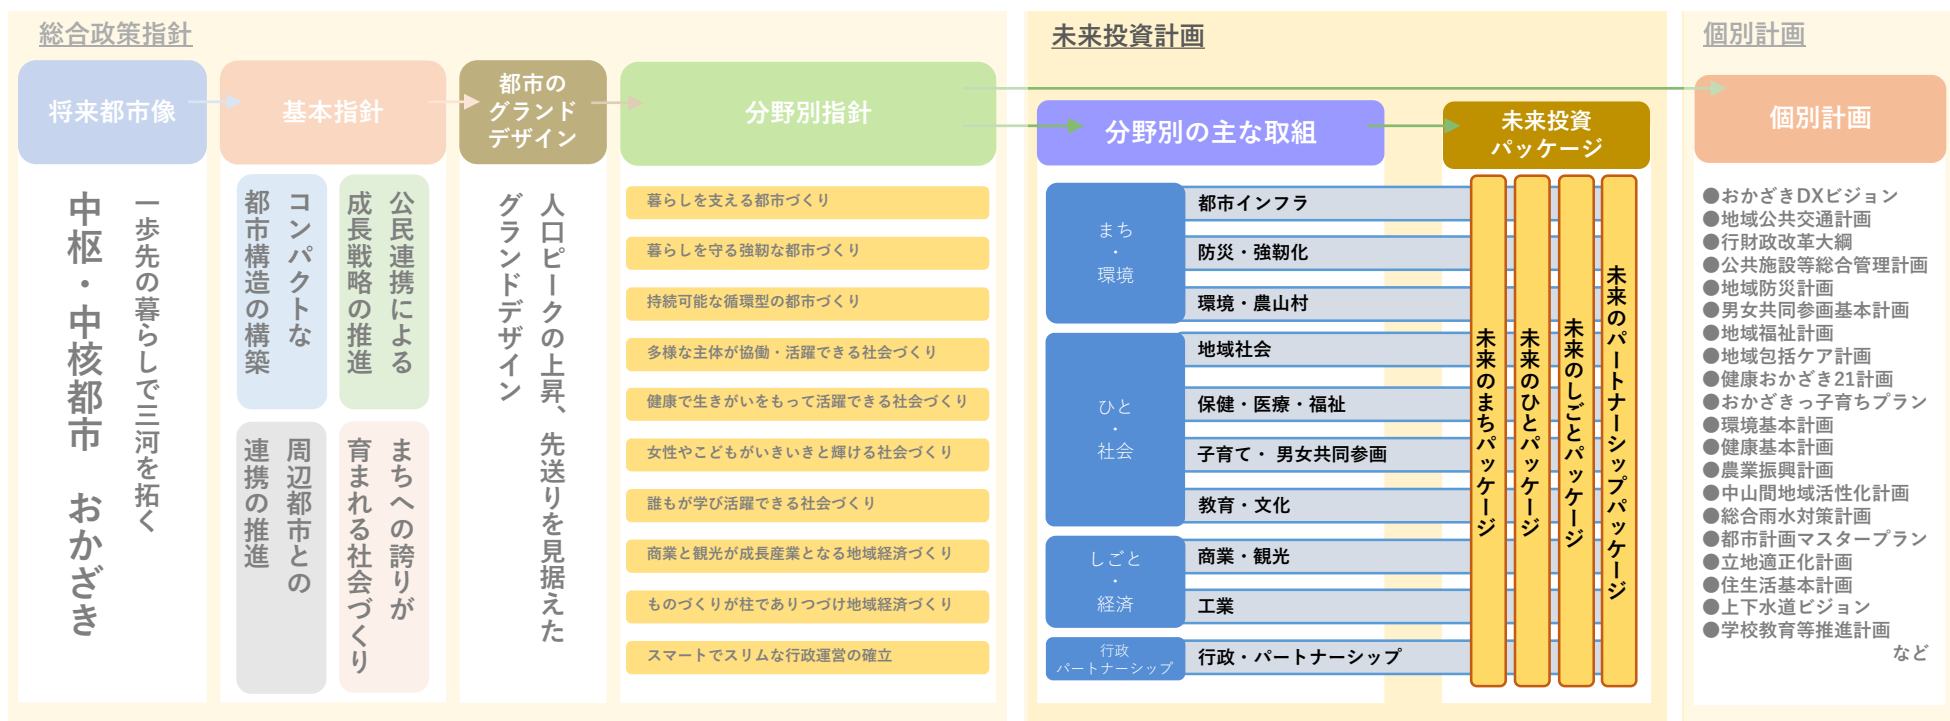 総合政策指針
将来都市像
一歩先の暮らしで三河を拓く
中枢・中核都市　おかざき
基本指針
コンパクトな
都市構造の構築
公民連携による
成長戦略の推進
周辺都市との
連携の推進
まちへの誇りが
育まれる社会づくり
都市の
グランド
デザイン
人口ピークの上昇、先送りを見据えた
グランドデザイン
分野別指針
暮らしを支える都市づくり
暮らしを守る強靭な都市づくり
持続可能な循環型の都市づくり
多様な主体が協働・活躍できる社会づくり
健康で生きがいをもって活躍できる社会づくり
女性やこどもがいきいきと輝ける社会づくり
誰もが学び活躍できる社会づくり
商業と観光が成長産業となる地域経済づくり
ものづくりが柱でありつづけ地域経済づくり
スマートでスリムな行政運営の確立
未来投資計画
分野別の主な取組
まち
・
環境
都市インフラ
防災・強靭化
環境・農山村
ひと
・
社会
地域社会
保健・医療・福祉
子育て・ 男女共同参画
教育・文化
しごと
・
経済
商業・観光
工業
行政
パートナーシップ
行政・パートナーシップ
未来投資
パッケージ
未来のまちパッケージ
未来のひとパッケージ
未来のしごとパッケージ
未来のパートナーシップパッケージ
個別計画
個別計画
●おかざきDXビジョン
●地域公共交通計画
●行財政改革大綱
●公共施設等総合管理計画
●地域防災計画
●男女共同参画基本計画
●地域福祉計画
●地域包括ケア計画
●健康おかざき21計画
●おかざきっ子育ちプラン
●環境基本計画
●健康基本計画
●農業振興計画
●中山間地域活性化計画
●総合雨水対策計画
●都市計画マスタープラン
●立地適正化計画
●住生活基本計画
●上下水道ビジョン
●学校教育等推進計画
など